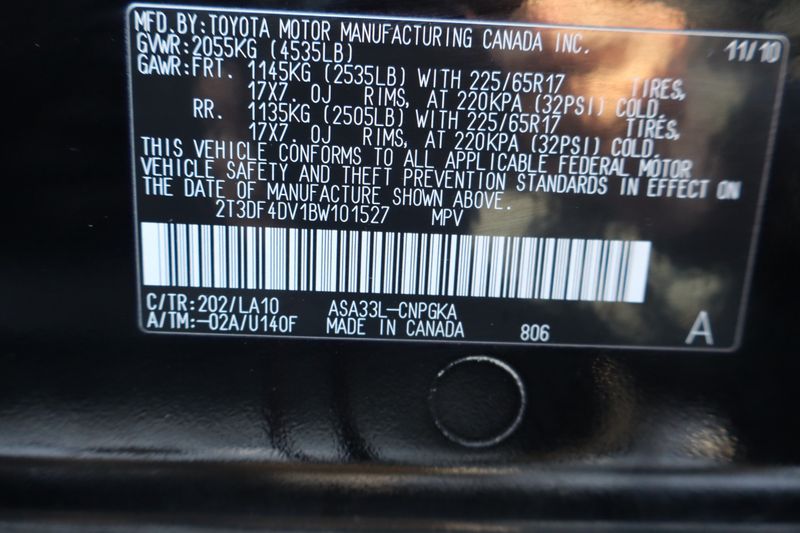 MFD.BY:TOYOTA MOTOR MANUFACTURING CANADA INC.
GVWR:2055KG (4535LB) 11/10
GAWR:FRT. 1145KG (2535LB) WITH 225/65R17 TIRES,
17X7 0J RIMS, AT 220KPA (32PSI) COLD.
RR. 1135KG (2505LB) WITH 225/65R17 TIRES,
17X7 0J RIMS, AT 220KPA (32PSI) COLD.
THIS VEHICLE CONFORMS TO ALL APPLICABLE FEDERAL MOTOR
VEHICLE SAFETY AND THEFT PREVENTION STANDARDS IN EFFECT ON
THE DATE OF MANUFACTURE SHOWN ABOVE.
2T3DF4DV1BW101527 MPV
C/TR:202/LA10 ASA33L-CNPGKA
A/TM:-02A/U140F MADE IN CANADA 806 A